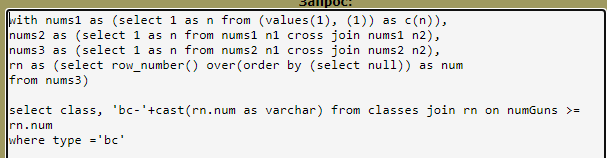 Запрос:
with nums1 as (select 1 as n from (values(1), (1)) as c(n)),
nums2 as (select 1 as n from nums1 n1 cross join nums1 n2),
nums3 as (select 1 as n from nums2 n1 cross join nums2 n2),
rn as (select row_number() over(order by (select null)) as num
from nums3)
select class, 'bc-'+cast(rn.num as varchar) from classes join rn on numGuns >=
rn.num
where type ='bc'